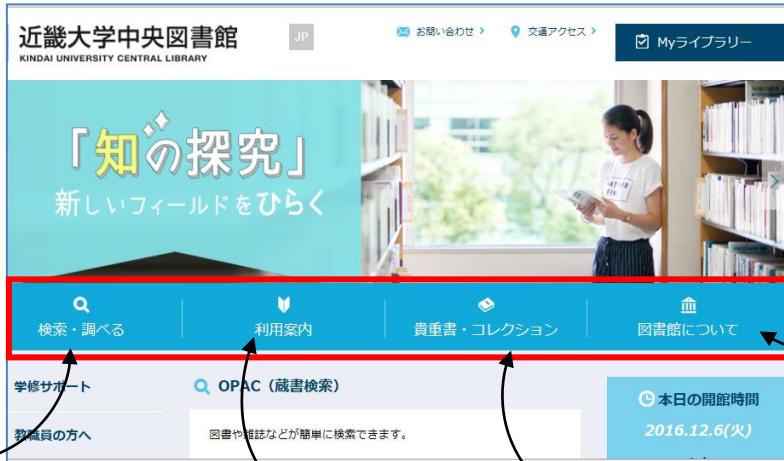 近畿大学中央図書館
KINDAI UNIVERSITY CENTRAL LIBRARY
JP
お問い合わせ
交通アクセス
Myライブラリー
「知の探究」
新しいフィールドをひらく
検索・調べる
利用案内
貴重書・コレクション
図書館について
学修サポート
OPAC(蔵書検索)
本日の開館時間
教職員の方へ
図書や雑誌などが簡単に検索できます。
2016.12.6(火)